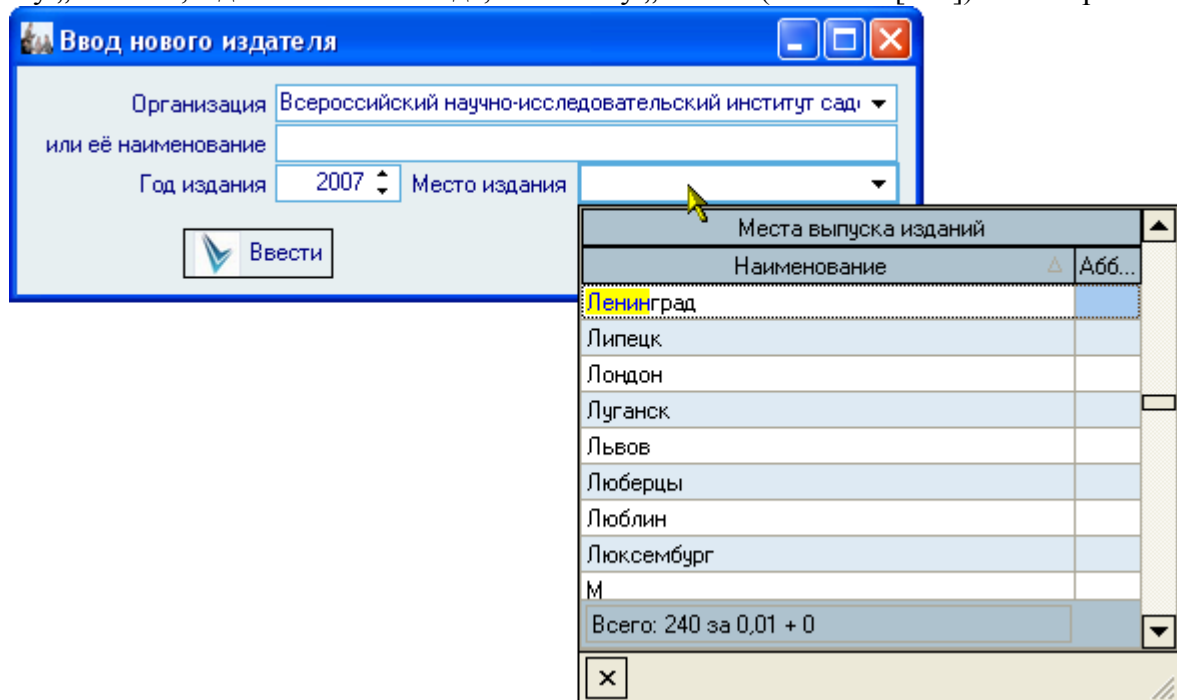 Ввод нового издателя
Организация Всероссийский научно-исследовательский институт сад
или её наименование
Год издания 2007 Место издания
Ввести
Места выпуска изданий
Наименование Абб...
Ленинград
Липецк
Лондон
Луганск
Львов
Люберцы
Люблин
Люксембург
М
Всего: 240 за 0,01 + 0